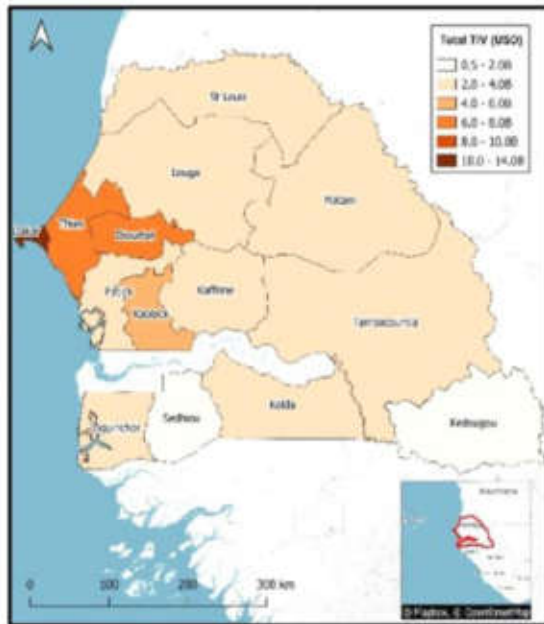 Total TIV (USD)
0.5 - 2.0B
2.0 - 4.0B
4.0 - 6.0B
6.0 - 8.0B
8.0 - 10.0B
10.0 - 14.0B
St Louis
Louga
Matam
Dakar
Thies
Diourbel
Fatick
Kaolack
Kaffrine
Tambacounda
Ziguinchor
Sedhiou
Kolda
Kedougou
0 100 200 300 km
© Mapbox, © OpenStreetMap